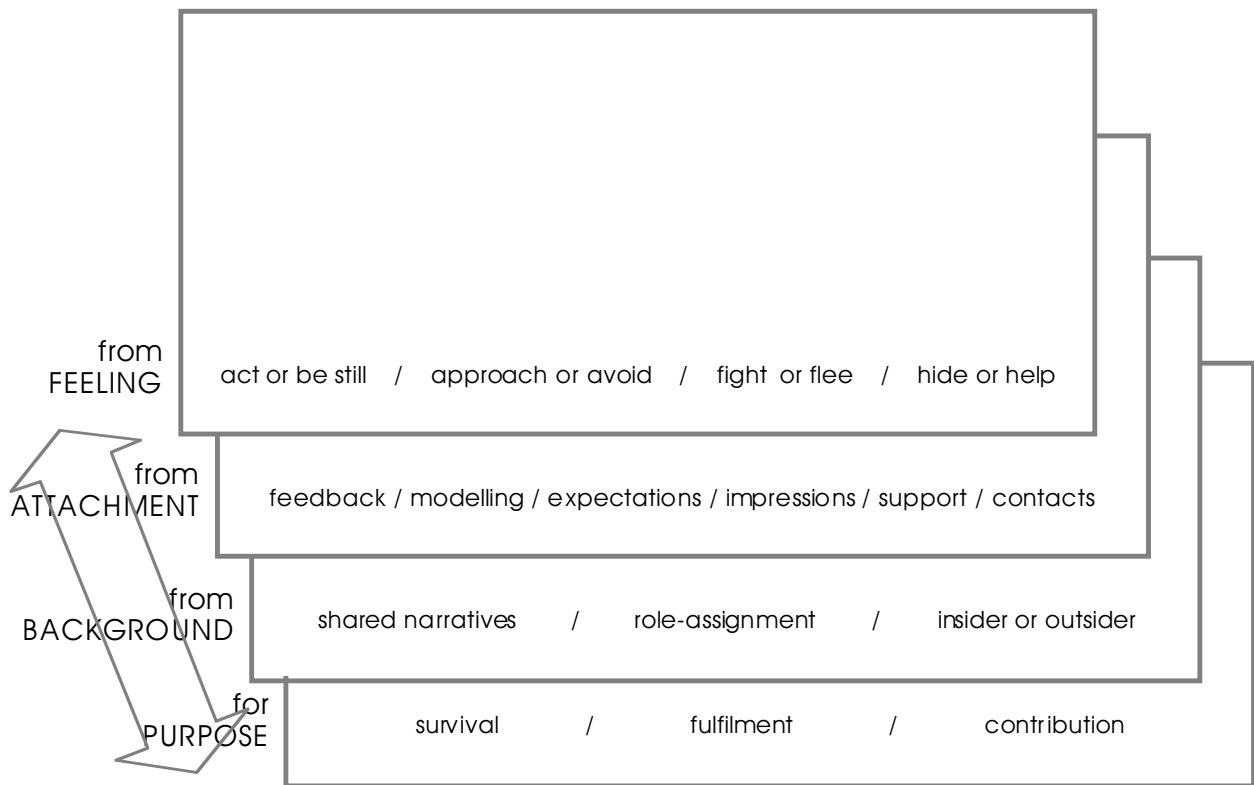 from
FEELING
act or be still / approach or avoid / fight or flee / hide or help
from
ATTACHMENT
feedback / modelling / expectations / impressions / support / contacts
from
BACKGROUND
shared narratives / role-assignment / insider or outsider
for
PURPOSE
survival / fulfilment / contribution